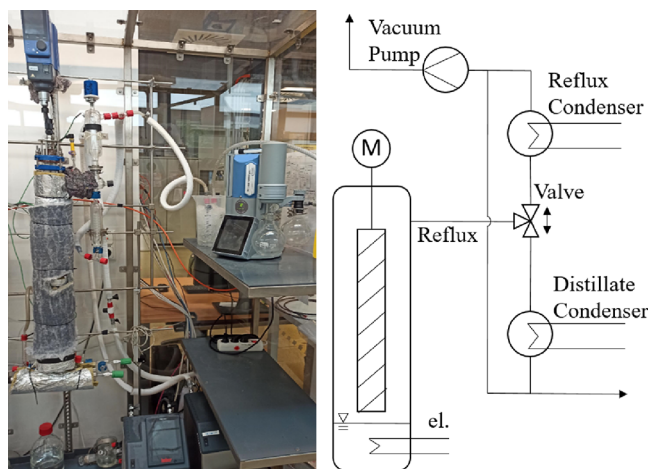 Vacuum
Pump
Reflux
Condenser
M
Valve
Reflux
Distillate
Condenser
el.